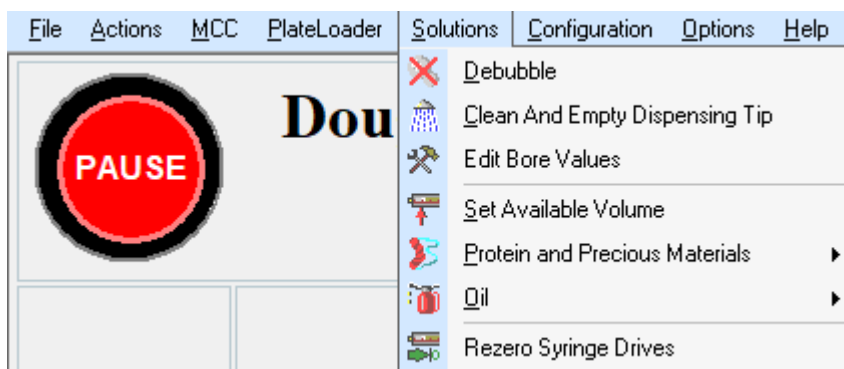 File Actions MCC PlateLoader Solutions Configuration Options Help
Debubble
Dou
Clean And Empty Dispensing Tip
PAUSE
Edit Bore Values
Set Available Volume
Protein and Precious Materials
Oil
Rezero Syringe Drives